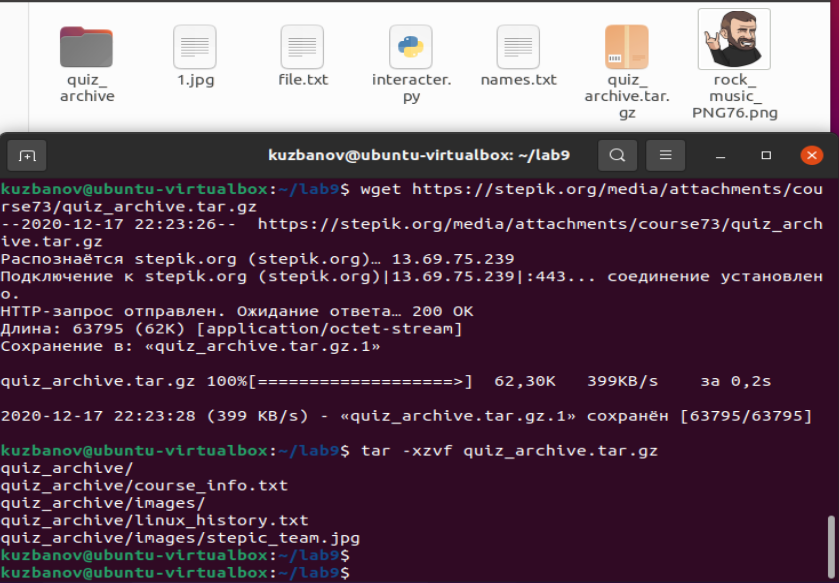 quiz_
archive
1.jpg
file.txt
interacter.
py
names.txt
quiz_
archive.tar.
gz
rock_
music_
PNG76.png
kuzbanov@ubuntu-virtualbox: ~/lab9
kuzbanov@ubuntu-virtualbox:~/lab9$ wget https://stepik.org/media/attachments/cou
rse73/quiz_archive.tar.gz
--2020-12-17 22:23:26--  https://stepik.org/media/attachments/course73/quiz_arch
ive.tar.gz
Распознаётся stepik.org (stepik.org)… 13.69.75.239
Подключение к stepik.org (stepik.org)|13.69.75.239|:443... соединение установлен
о.
HTTP-запрос отправлен. Ожидание ответа… 200 OK
Длина: 63795 (62K) [application/octet-stream]
Сохранение в: «quiz_archive.tar.gz.1»
quiz_archive.tar.gz 100%[===================>]  62,30K   399KB/s    за 0,2s
2020-12-17 22:23:28 (399 KB/s) - «quiz_archive.tar.gz.1» сохранён [63795/63795]
kuzbanov@ubuntu-virtualbox:~/lab9$ tar -xzvf quiz_archive.tar.gz
quiz_archive/
quiz_archive/course_info.txt
quiz_archive/images/
quiz_archive/linux_history.txt
quiz_archive/images/stepic_team.jpg
kuzbanov@ubuntu-virtualbox:~/lab9$
kuzbanov@ubuntu-virtualbox:~/lab9$